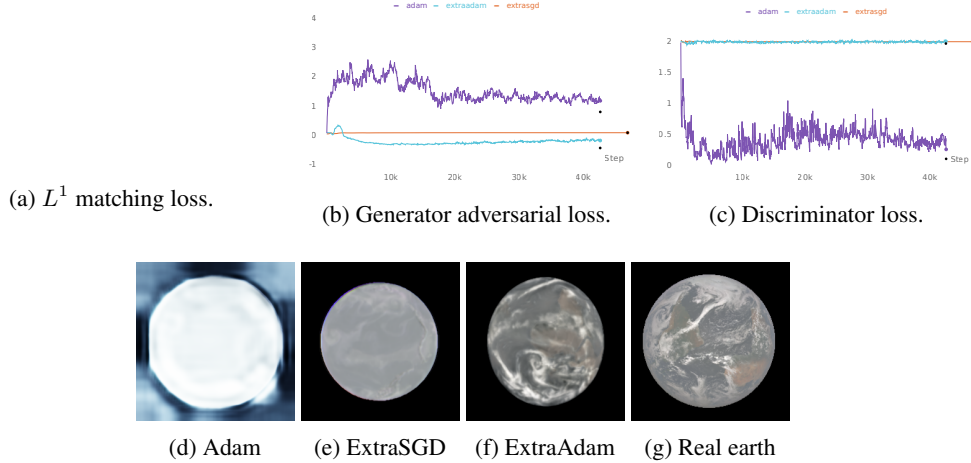 adam extraadam extrasgd
4
3
2
1
0
-1
Step
10k 20k 30k 40k
adam extraadam extrasgd
2
1.5
1
0.5
0
Step
10k 20k 30k 40k
(a) L¹ matching loss.
(b) Generator adversarial loss.
(c) Discriminator loss.
(d) Adam
(e) ExtraSGD
(f) ExtraAdam
(g) Real earth